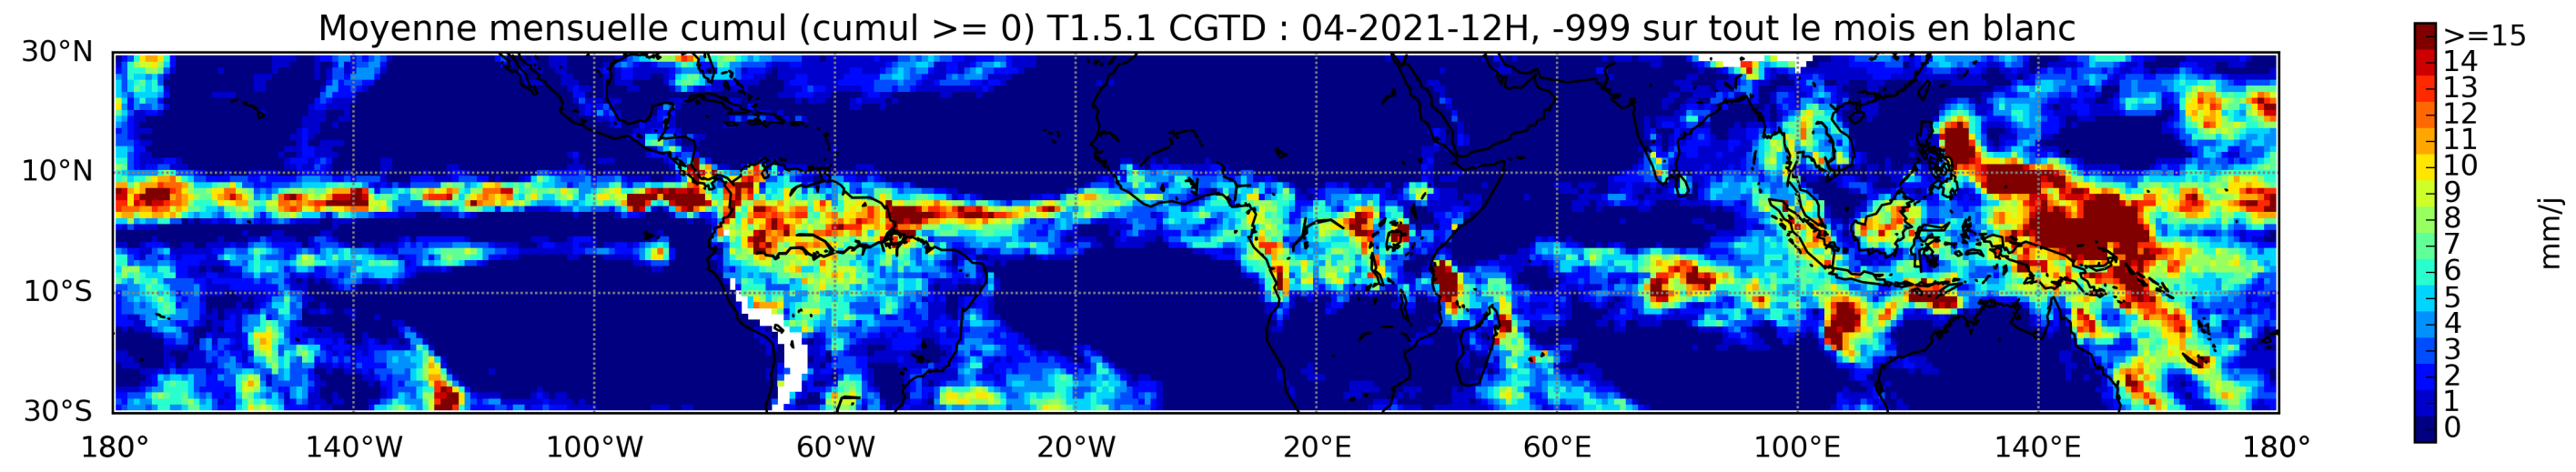 Moyenne mensuelle cumul (cumul >= 0) T1.5.1 CGTD : 04-2021-12H, -999 sur tout le mois en blanc
30°N
10°N
10°S
30°S
180° 140°W 100°W 60°W 20°W 20°E 60°E 100°E 140°E 180°
>=15
14
13
12
11
10
9
8
7
6
5
4
3
2
1
0
mm/j